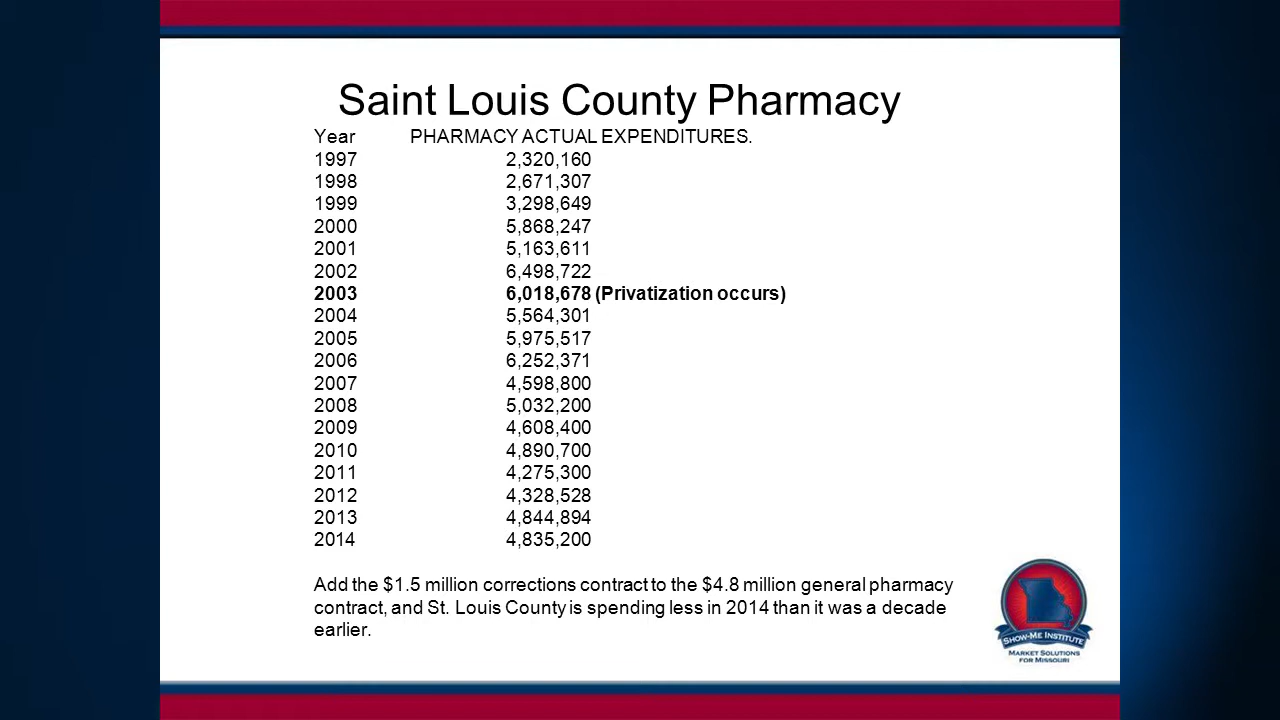 Saint Louis County Pharmacy
Year PHARMACY ACTUAL EXPENDITURES.
1997 2,320,160
1998 2,671,307
1999 3,298,649
2000 5,868,247
2001 5,163,611
2002 6,498,722
2003 6,018,678 (Privatization occurs)
2004 5,564,301
2005 5,975,517
2006 6,252,371
2007 4,598,800
2008 5,032,200
2009 4,608,400
2010 4,890,700
2011 4,275,300
2012 4,328,528
2013 4,844,894
2014 4,835,200
Add the $1.5 million corrections contract to the $4.8 million general pharmacy
contract, and St. Louis County is spending less in 2014 than it was a decade
earlier.
SHOW-ME INSTITUTE
MARKET SOLUTIONS
FOR MISSOURI